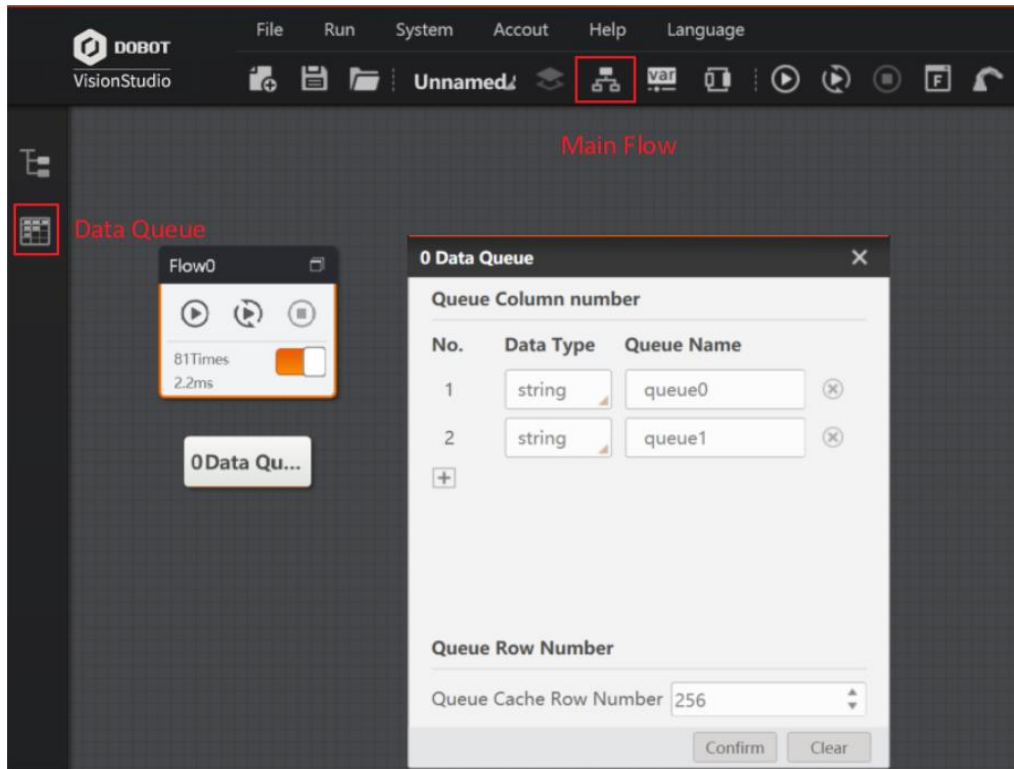 File Run System Accout Help Language
DOBOT
VisionStudio
Unnamed
var
F
Main Flow
Data Queue
Flow0
81Times
2.2ms
0Data Qu...
0 Data Queue
Queue Column number
No. Data Type Queue Name
1 string queue0
2 string queue1
Queue Row Number
Queue Cache Row Number 256
Confirm Clear